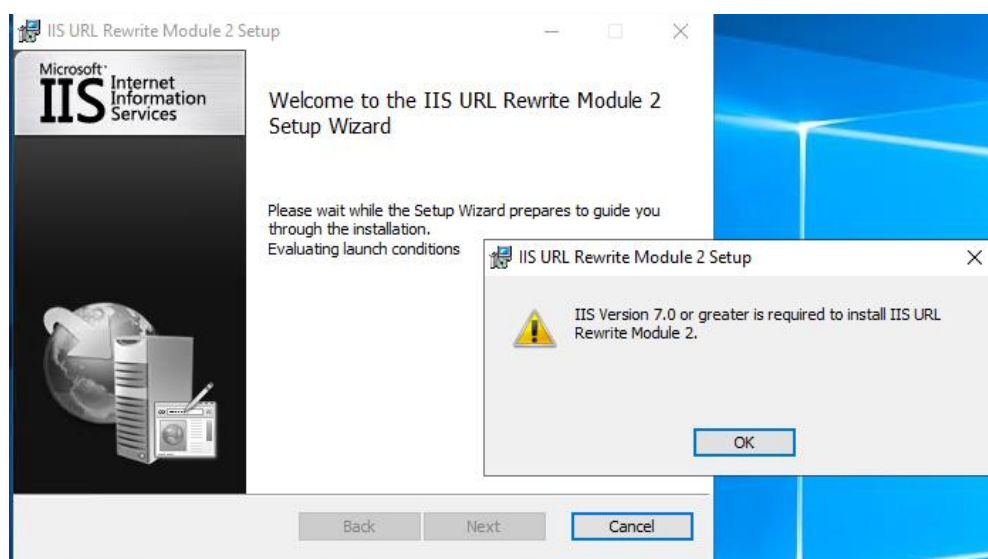 IIS URL Rewrite Module 2 Setup
Microsoft
IIS Internet
Information
Services
Welcome to the IIS URL Rewrite Module 2
Setup Wizard
Please wait while the Setup Wizard prepares to guide you
through the installation.
Evaluating launch conditions
IIS URL Rewrite Module 2 Setup
IIS Version 7.0 or greater is required to install IIS URL
Rewrite Module 2.
OK
Back Next Cancel